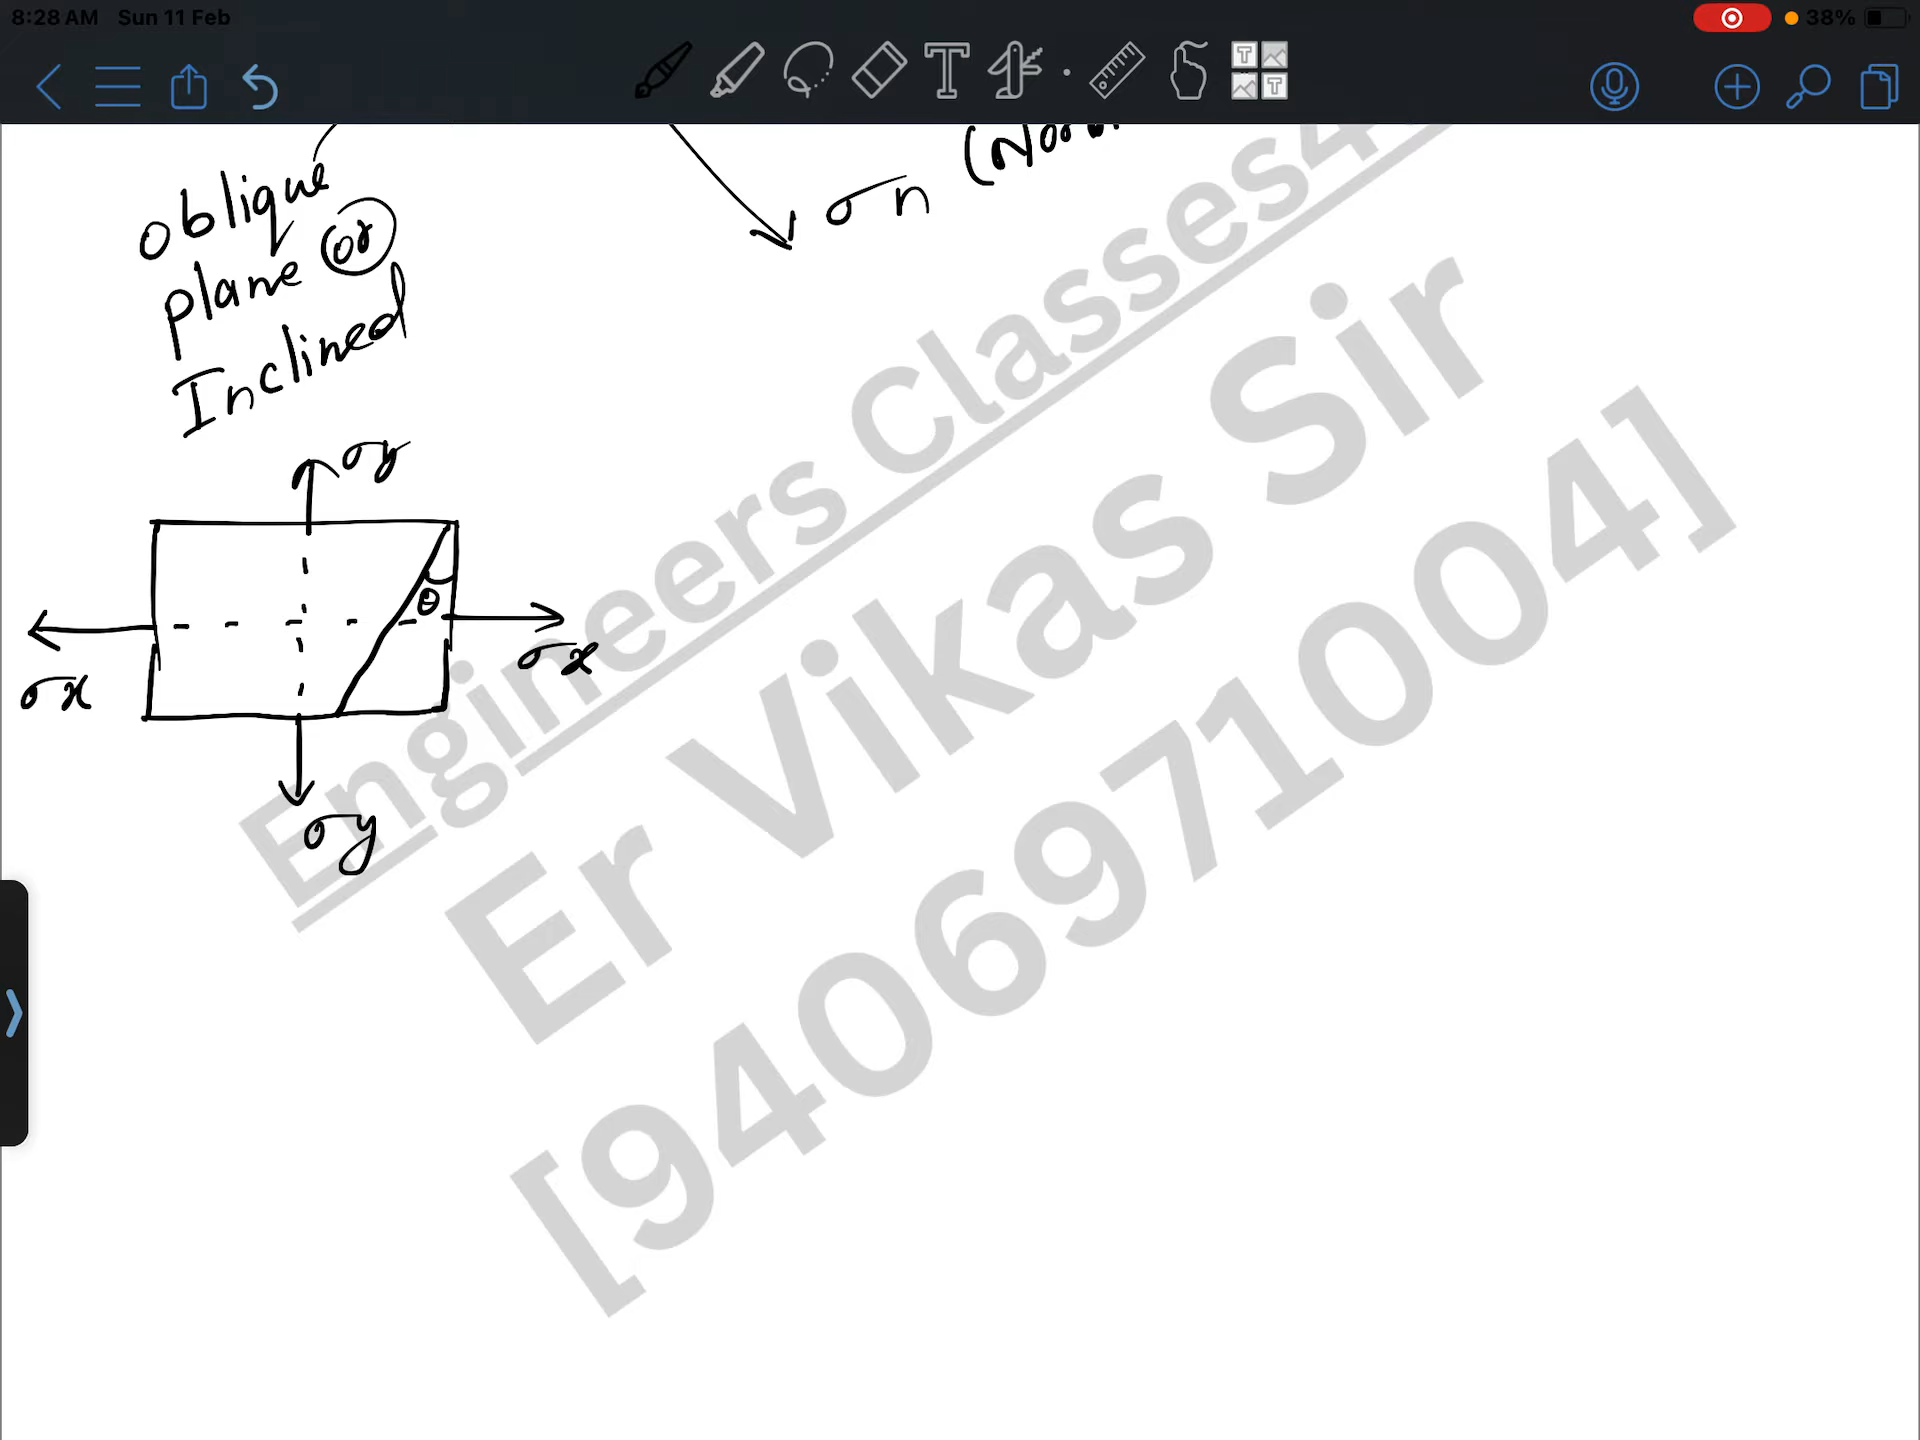 8:28 AM Sun 11 Feb
38%
oblique
plane or
Inclined
σn
σy
θ
σx
σx
σy
Engineers Classes4
Er Vikas Sir
[9406971004]